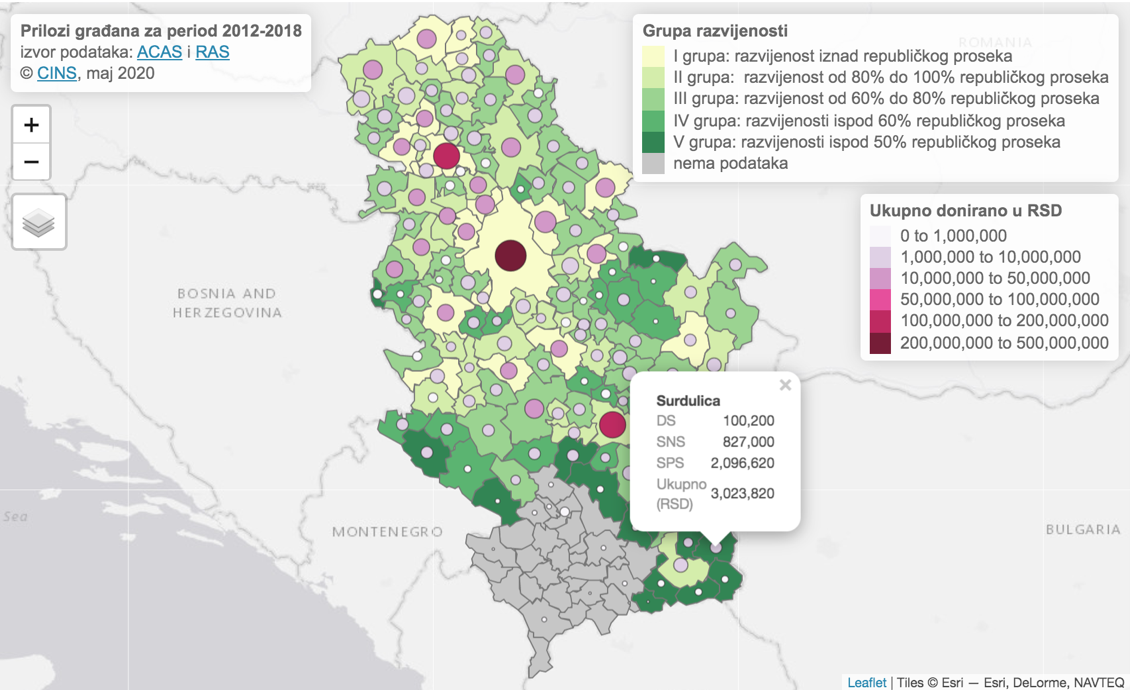 Prilozi građana za period 2012-2018
izvor podataka: ACAS i RAS
© CINS, maj 2020
+
−
Grupa razvijenosti
I grupa: razvijenost iznad republičkog proseka
II grupa: razvijenost od 80% do 100% republičkog proseka
III grupa: razvijenost od 60% do 80% republičkog proseka
IV grupa: razvijenosti ispod 60% republičkog proseka
V grupa: razvijenosti ispod 50% republičkog proseka
nema podataka
ROMANIA
Ukupno donirano u RSD
0 to 1,000,000
1,000,000 to 10,000,000
10,000,000 to 50,000,000
50,000,000 to 100,000,000
100,000,000 to 200,000,000
200,000,000 to 500,000,000
BOSNIA AND
HERZEGOVINA
×
Surdulica
DS 100,200
SNS 827,000
SPS 2,096,620
Ukupno
(RSD) 3,023,820
Sea
MONTENEGRO
BULGARIA
Leaflet | Tiles © Esri — Esri, DeLorme, NAVTEQ